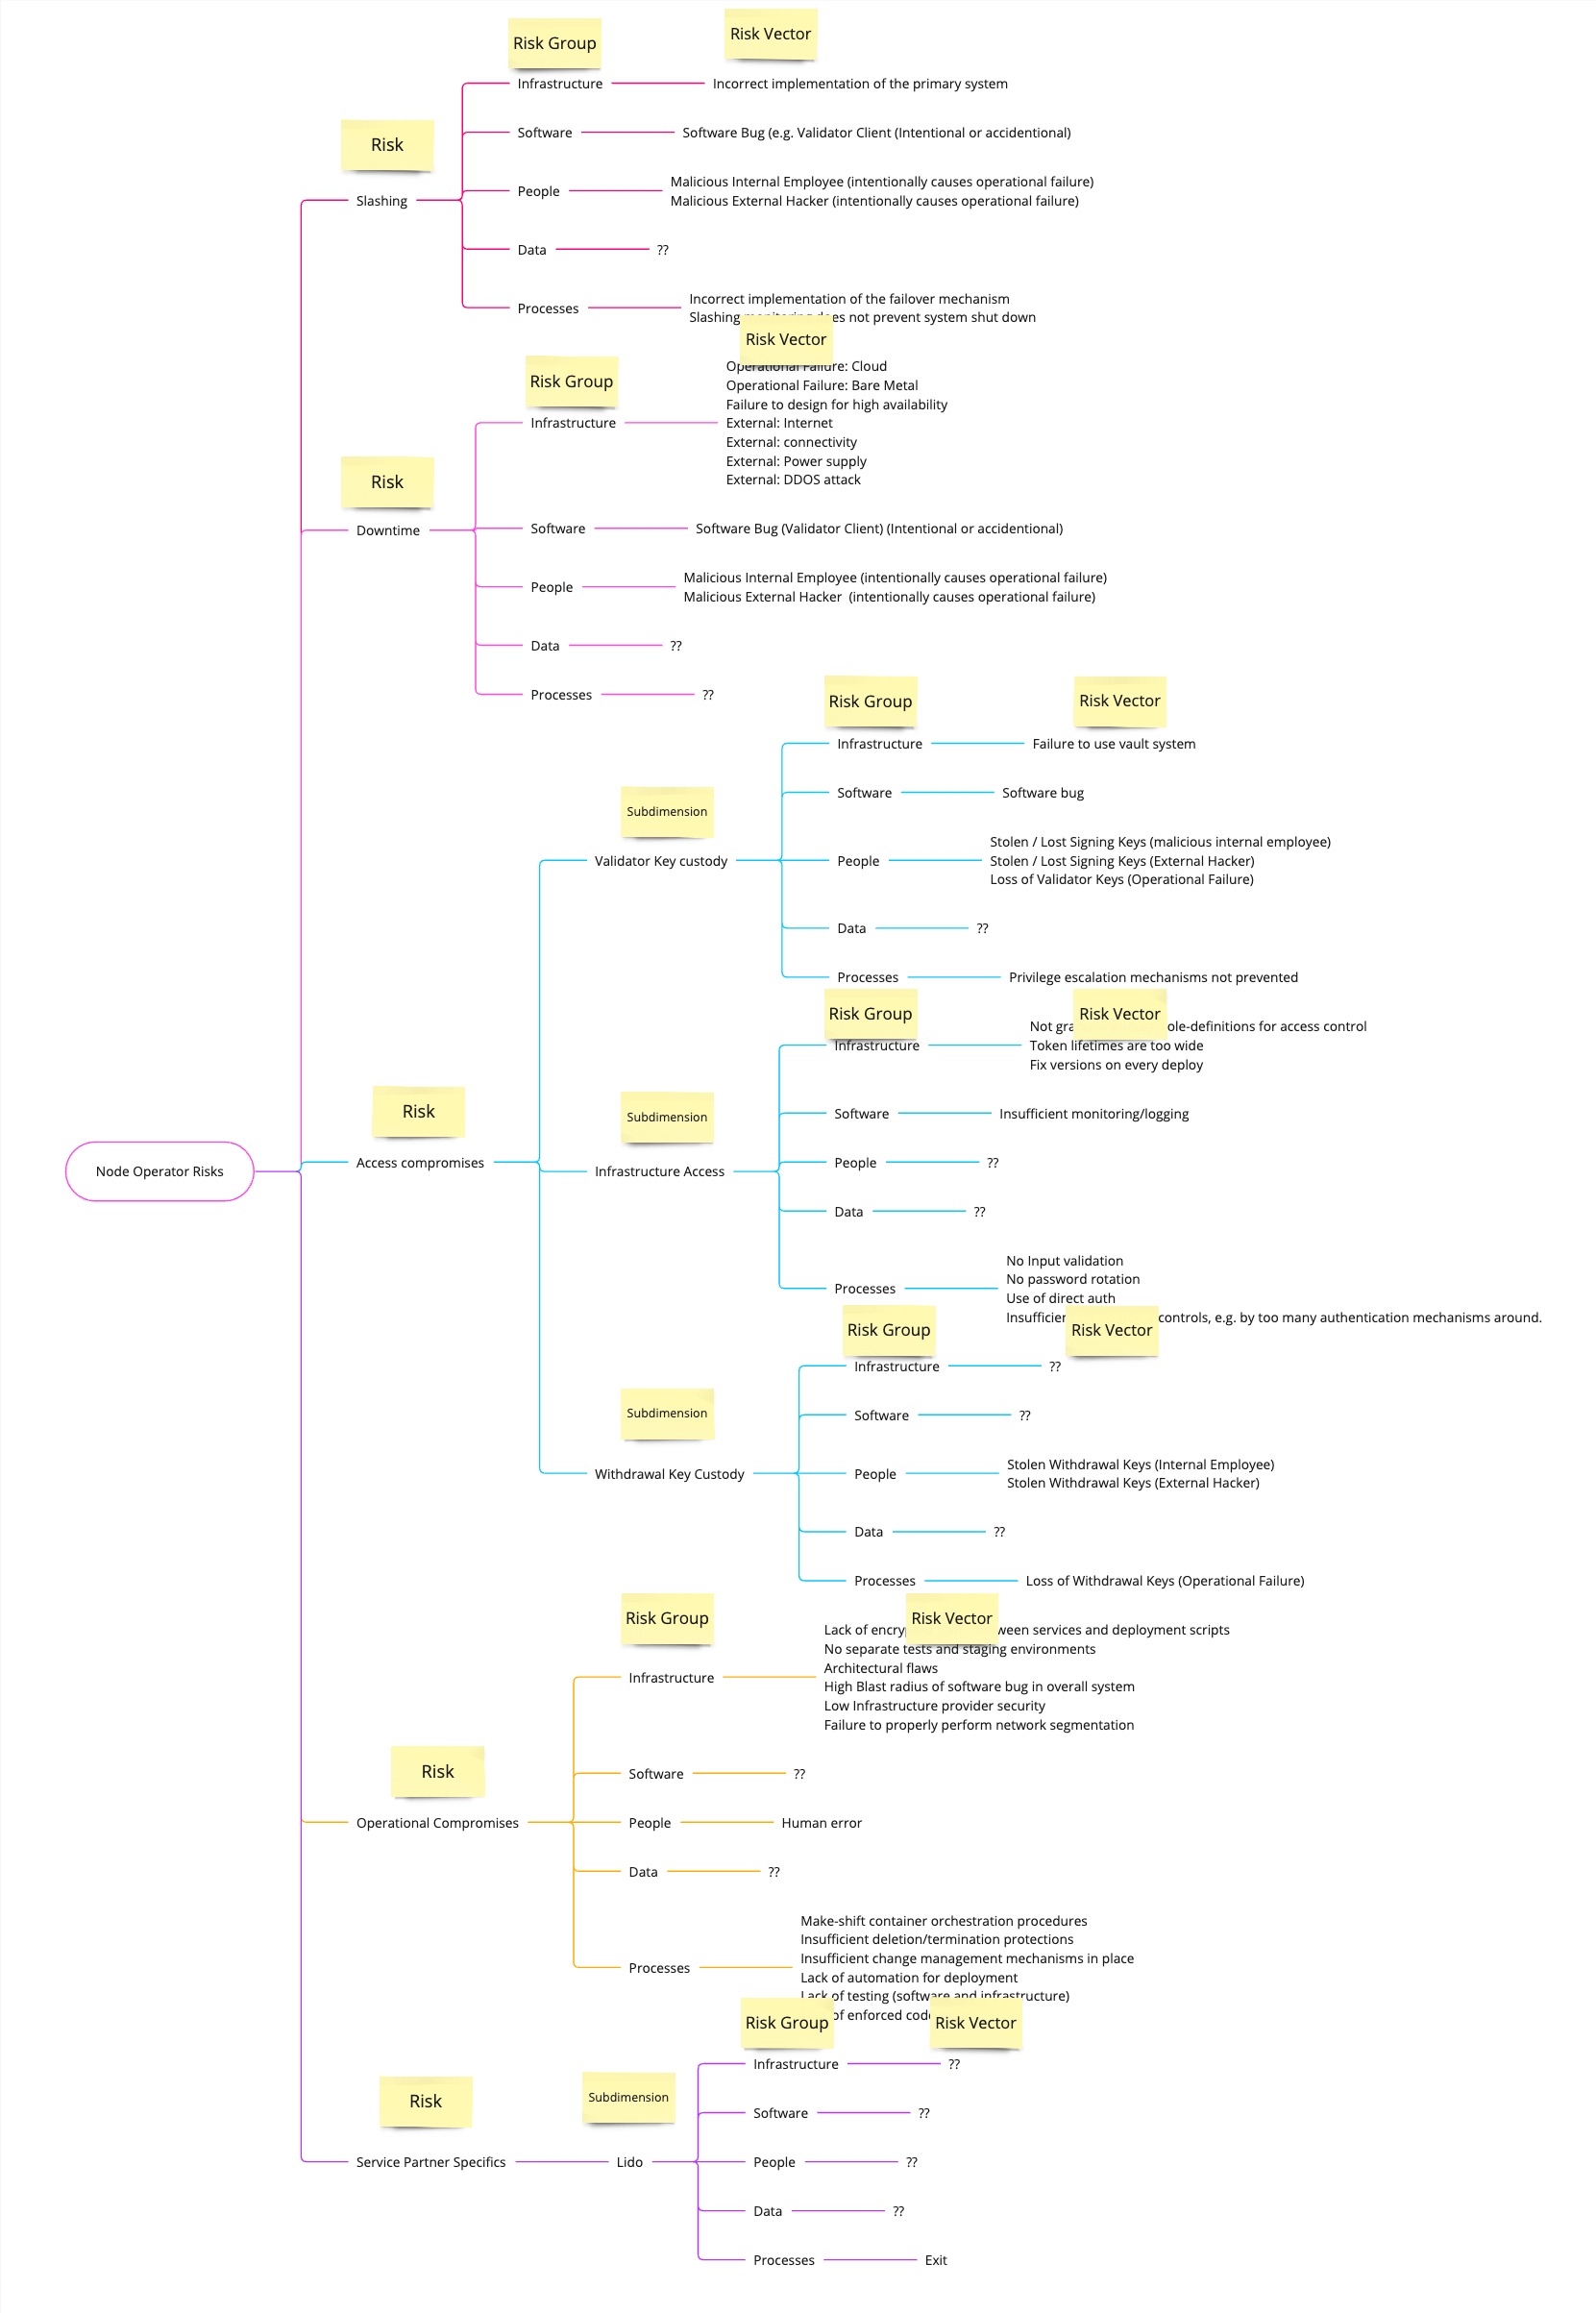 Risk Group
Risk Vector
Infrastructure
Incorrect implementation of the primary system
Software
Software Bug (e.g. Validator Client (Intentional or accidentional)
Risk
Slashing
People
Malicious Internal Employee (intentionally causes operational failure)
Malicious External Hacker (intentionally causes operational failure)
Data
??
Processes
Incorrect implementation of the failover mechanism
Slashing does not prevent system shut down
Risk Vector
Risk Group
Infrastructure
Operational Failure: Cloud
Operational Failure: Bare Metal
Failure to design for high availability
External: Internet
External: connectivity
External: Power supply
External: DDOS attack
Risk
Downtime
Software
Software Bug (Validator Client) (Intentional or accidentional)
People
Malicious Internal Employee (intentionally causes operational failure)
Malicious External Hacker (intentionally causes operational failure)
Data
??
Processes
??
Risk Group
Risk Vector
Infrastructure
Failure to use vault system
Software
Software bug
Subdimension
Validator Key custody
People
Stolen / Lost Signing Keys (malicious internal employee)
Stolen / Lost Signing Keys (External Hacker)
Loss of Validator Keys (Operational Failure)
Data
??
Processes
Privilege escalation mechanisms not prevented
Risk Group
Risk Vector
Infrastructure
Not ole-definitions for access control
Token lifetimes are too wide
Fix versions on every deploy
Subdimension
Infrastructure Access
Software
Insufficient monitoring/logging
People
??
Data
??
Processes
No Input validation
No password rotation
Use of direct auth
controls, e.g. by too many authentication mechanisms around.
Risk
Access compromises
Node Operator Risks
Risk Group
Risk Vector
Infrastructure
??
Software
??
Subdimension
Withdrawal Key Custody
People
Stolen Withdrawal Keys (Internal Employee)
Stolen Withdrawal Keys (External Hacker)
Data
??
Processes
Loss of Withdrawal Keys (Operational Failure)
Risk Group
Risk Vector
Infrastructure
Lack of services and deployment scripts
No separate tests and staging environments
Architectural flaws
High Blast radius of software bug in overall system
Low Infrastructure provider security
Failure to properly perform network segmentation
Software
??
Risk
Operational Compromises
People
Human error
Data
??
Processes
Make-shift container orchestration procedures
Insufficient deletion/termination protections
Insufficient change management mechanisms in place
Lack of automation for deployment
Lack of testing (software and infrastructure)
of enforced
Risk Group
Risk Vector
Infrastructure
??
Software
??
Risk
Subdimension
Service Partner Specifics
Lido
People
??
Data
??
Processes
Exit